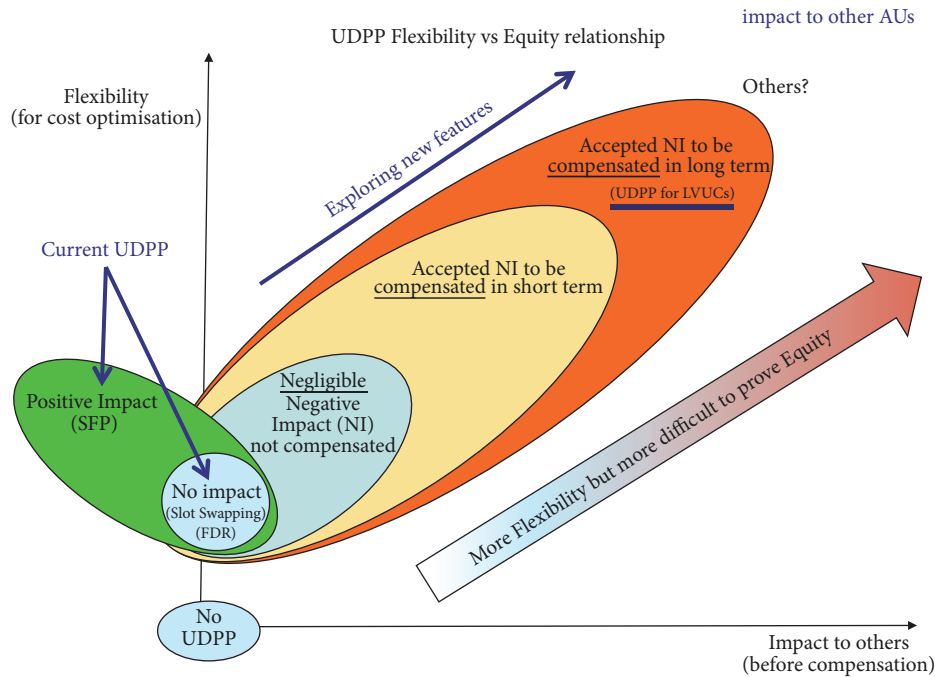 impact to other AUs
UDPP Flexibility vs Equity relationship
Flexibility
(for cost optimisation)
Others?
Exploring new features
Accepted NI to be
compensated in long term
(UDPP for LVUCs)
Current UDPP
Accepted NI to be
compensated in short term
Negligible
Negative
Impact (NI)
not compensated
Positive Impact
(SFP)
No impact
(Slot Swapping)
(FDR)
More Flexibility but more difficult to prove Equity
No
UDPP
Impact to others
(before compensation)